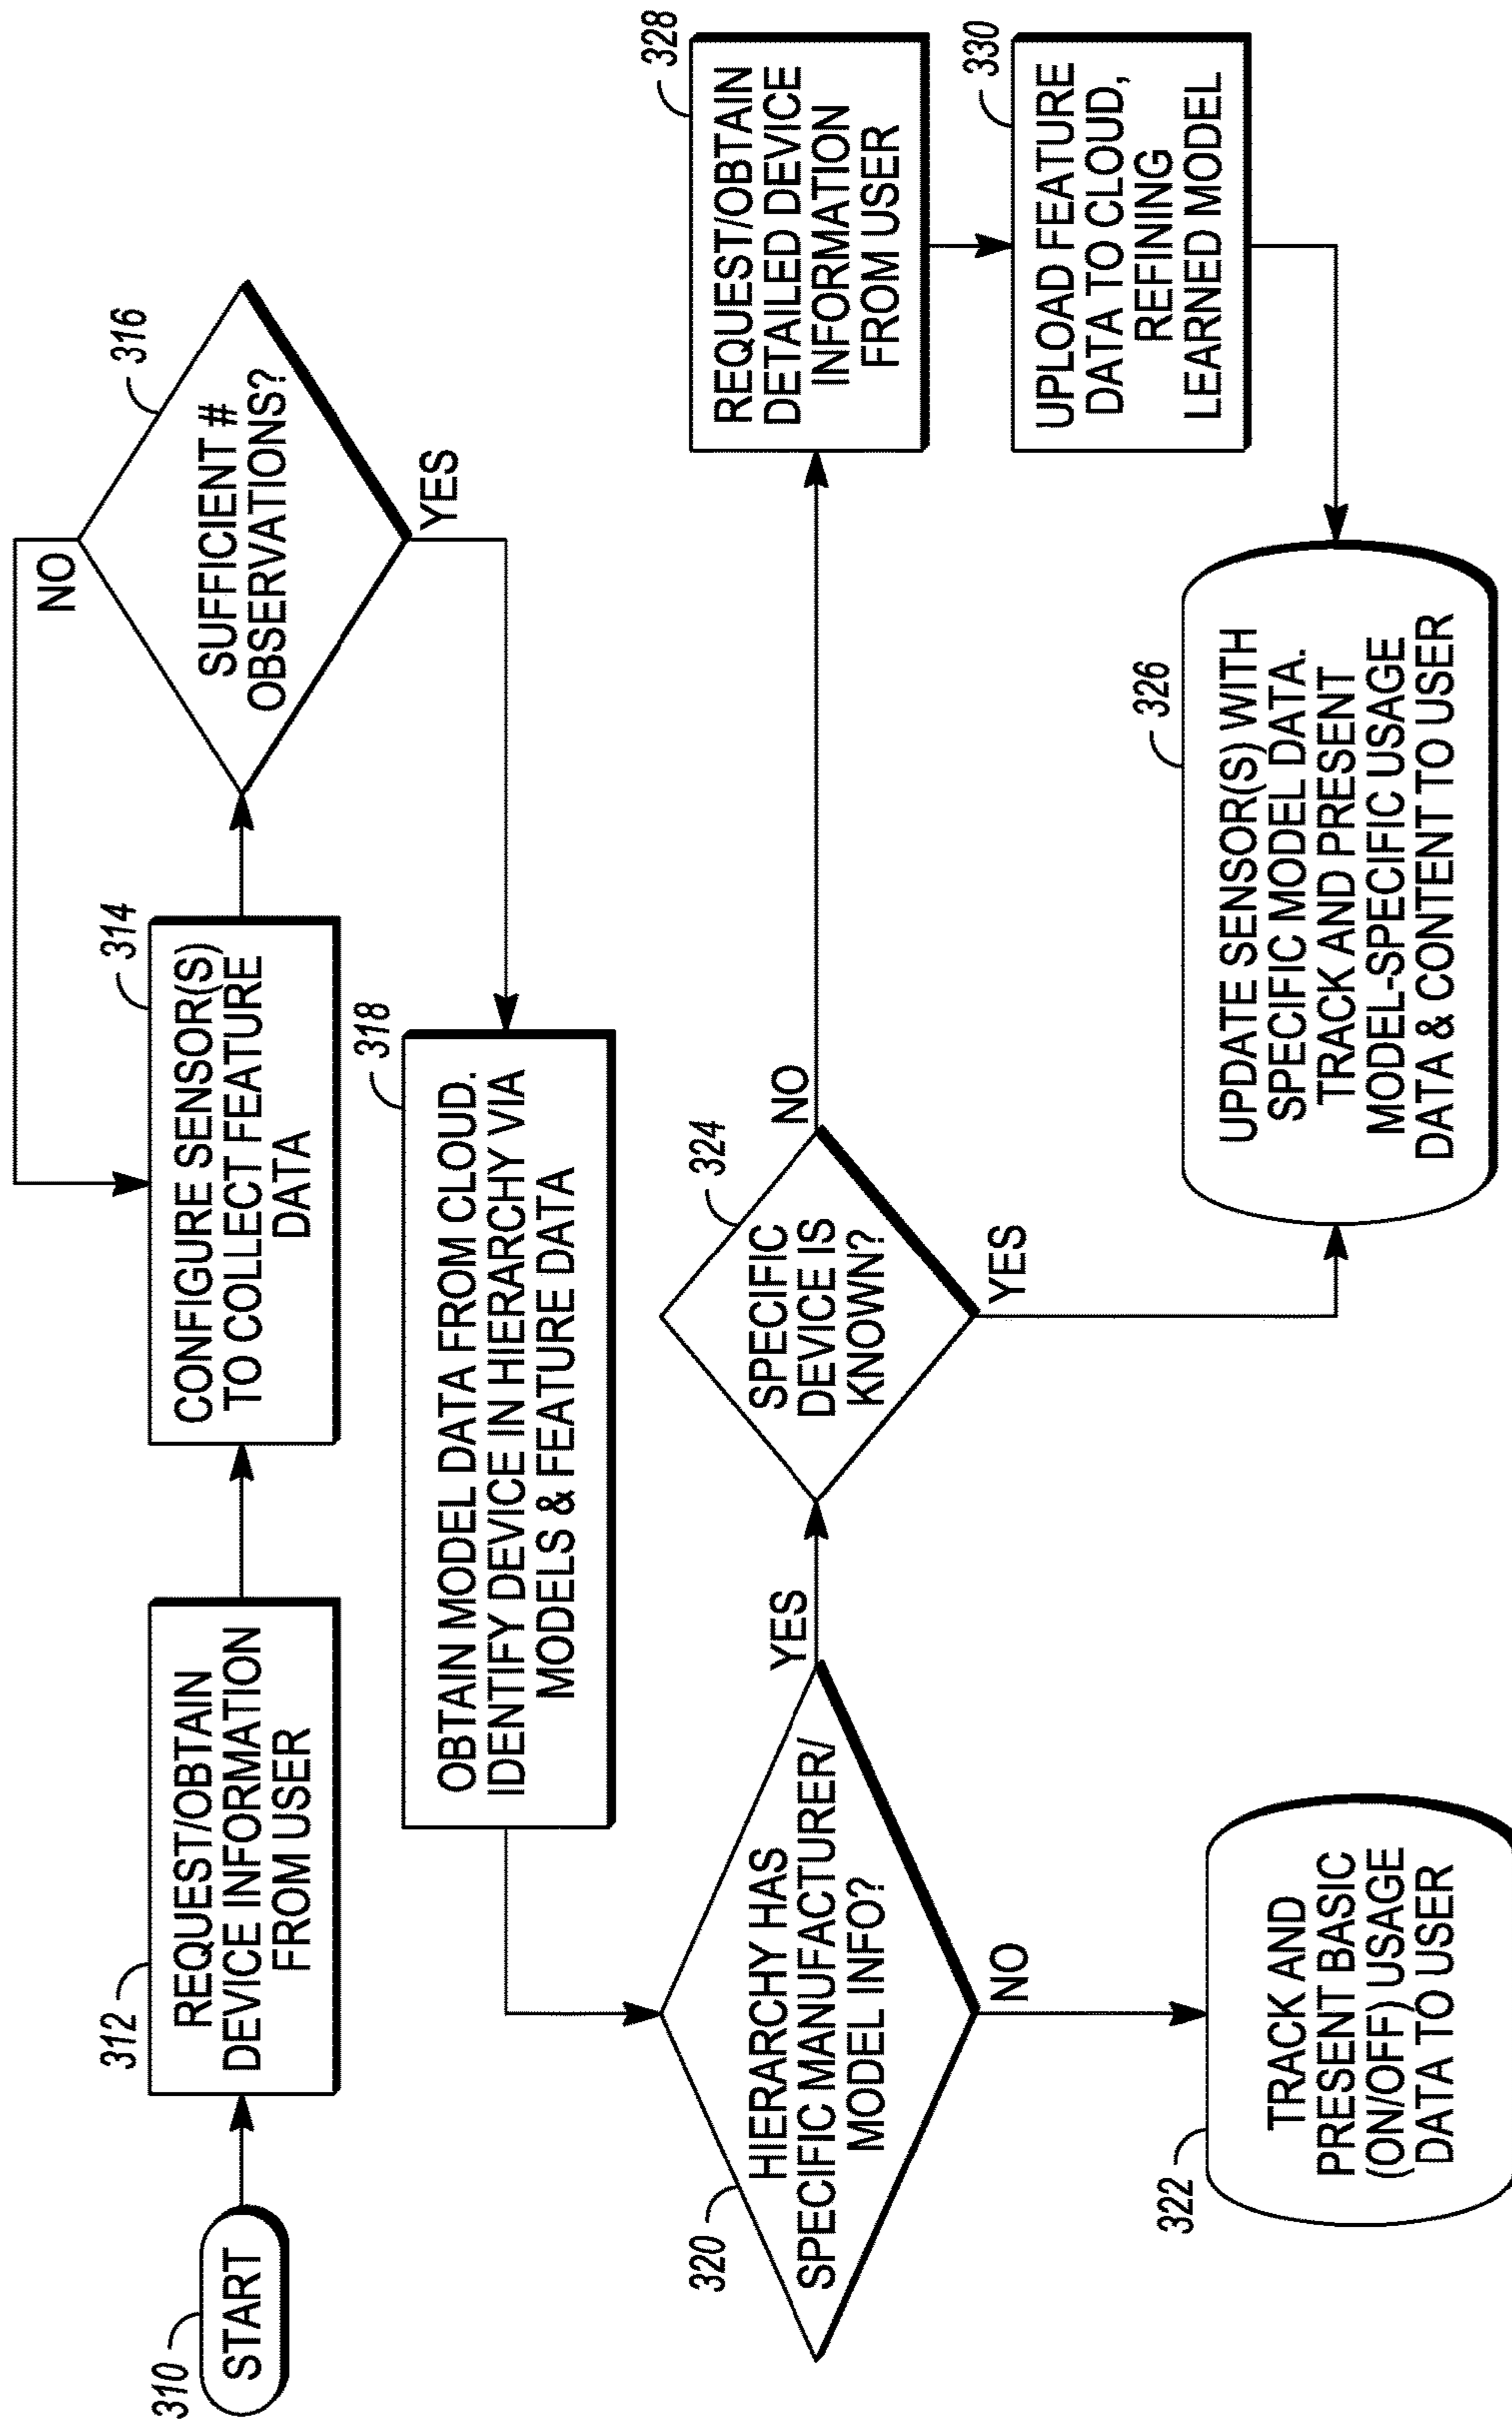 310
START
312
REQUEST/OBTAIN
DEVICE INFORMATION
FROM USER
314
CONFIGURE SENSOR(S)
TO COLLECT FEATURE
DATA
316
SUFFICIENT #
OBSERVATIONS?
NO
YES
318
OBTAIN MODEL DATA FROM CLOUD.
IDENTIFY DEVICE IN HIERARCHY VIA
MODELS & FEATURE DATA
320
HIERARCHY HAS
SPECIFIC MANUFACTURER/
MODEL INFO?
YES
NO
322
TRACK AND
PRESENT BASIC
(ON/OFF) USAGE
DATA TO USER
324
SPECIFIC
DEVICE IS
KNOWN?
NO
YES
326
UPDATE SENSOR(S) WITH
SPECIFIC MODEL DATA.
TRACK AND PRESENT
MODEL-SPECIFIC USAGE
DATA & CONTENT TO USER
328
REQUEST/OBTAIN
DETAILED DEVICE
INFORMATION
FROM USER
330
UPLOAD FEATURE
DATA TO CLOUD,
REFINING
LEARNED MODEL